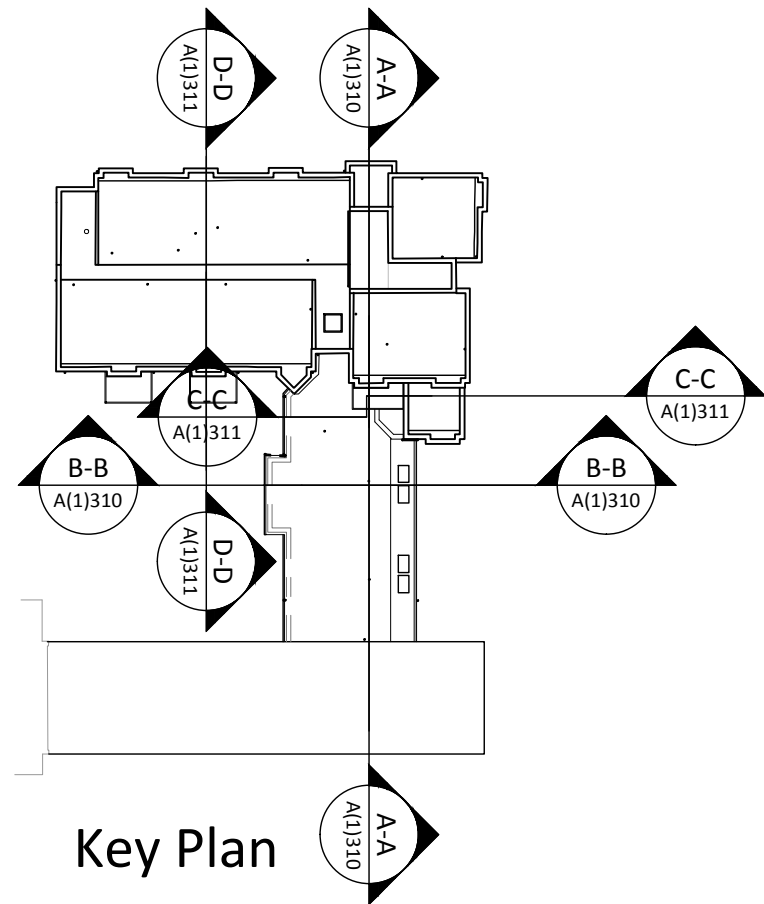 D-D
A(1)311
A-A
A(1)310
C-C
A(1)311
C-C
A(1)311
B-B
A(1)310
B-B
A(1)310
D-D
A(1)311
A-A
A(1)310
Key Plan